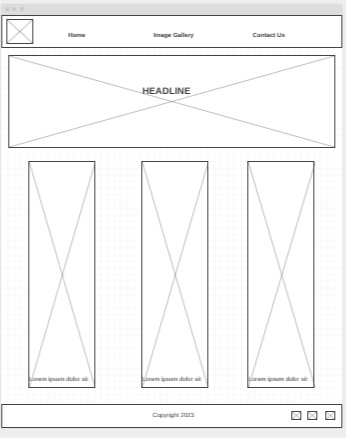 Home Image Gallery Contact Us
HEADLINE
Lorem ipsum dolor sit Lorem ipsum dolor sit Lorem ipsum dolor sit
Copyright 2023